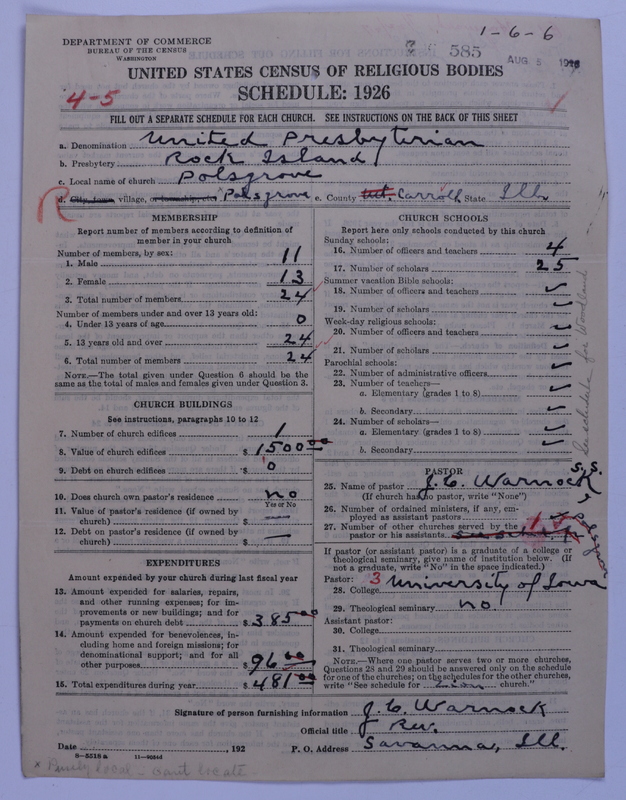 1-6-6
DEPARTMENT OF COMMERCE
BUREAU OF THE CENSUS
WASHINGTON
585
AUG 5
UNITED STATES CENSUS OF RELIGIOUS BODIES
4-5
SCHEDULE: 1926
FILL OUT A SEPARATE SCHEDULE FOR EACH CHURCH. SEE INSTRUCTIONS ON THE BACK OF THIS SHEET
a. Denomination United Presbyterian
b. Presbytery Rock Island
c. Local name of church Polsgrove
R d. City, town, village, or township, etc. Polsgrove e. County Carroll, State Ill.
MEMBERSHIP
Report number of members according to definition of
member in your church
Number of members, by sex:
1. Male 11
2. Female 13
3. Total number of members 24
Number of members under and over 13 years old:
4. Under 13 years of age 0
5. 13 years old and over 24
6. Total number of members 24
NOTE.—The total given under Question 6 should be the
same as the total of males and females given under Question 3.
CHURCH BUILDINGS
See instructions, paragraphs 10 to 12
7. Number of church edifices 1
8. Value of church edifices $ 1500 00
9. Debt on church edifices $ 0
10. Does church own pastor's residence no
Yes or No
11. Value of pastor's residence (if owned by
church) $ —
12. Debt on pastor's residence (if owned by
church) $ —
EXPENDITURES
Amount expended by your church during last fiscal year
13. Amount expended for salaries, repairs,
and other running expenses; for im-
provements or new buildings; and for
payments on church debt $ 385 00
14. Amount expended for benevolences, in-
cluding home and foreign missions; for
denominational support; and for all
other purposes $ 96 00
15. Total expenditures during year $ 481 00
CHURCH SCHOOLS
Report here only schools conducted by this church
Sunday schools:
16. Number of officers and teachers 4
17. Number of scholars 25
Summer vacation Bible schools:
18. Number of officers and teachers ✓
19. Number of scholars ✓
Week-day religious schools:
20. Number of officers and teachers ✓
21. Number of scholars ✓
Parochial schools:
22. Number of administrative officers ✓
23. Number of teachers—
a. Elementary (grades 1 to 8) ✓
b. Secondary ✓
24. Number of scholars—
a. Elementary (grades 1 to 8) ✓
b. Secondary ✓
schedule for Woodland
PASTOR
25. Name of pastor J. C. Warnock
(If church has no pastor, write "None")
26. Number of ordained ministers, if any, em-
ployed as assistant pastors
27. Number of other churches served by the
pastor or his assistants
S.S. Polsgrove
If pastor (or assistant pastor) is a graduate of a college or
theological seminary, give name of institution below. (If
not a graduate, write "No" in the space indicated.)
Pastor: 3
28. College University of Iowa
29. Theological seminary no
Assistant pastor:
30. College
31. Theological seminary
NOTE.—Where one pastor serves two or more churches,
Questions 28 and 29 should be answered only on the schedule
for one of the churches; on the schedules for the other churches,
write "See schedule for church."
Signature of person furnishing information J. C. Warnock
Official title Rev.
Date , 192 P. O. Address Savanna, Ill.
8-5518a
x Purely local - cant locate